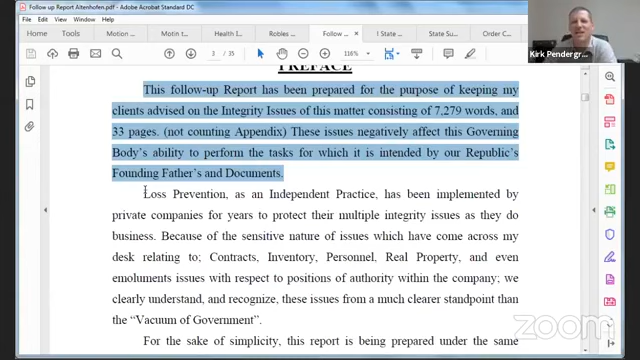 Follow up Report Altenhofen.pdf - Adobe Acrobat Standard DC
File Edit View Window Help
Home Tools Contract Health Robles Follow ... I State State Su... Order C
3 / 35 116%
Kirk Pendergr...
PREFACE
This follow-up Report has been prepared for the purpose of keeping my
clients advised on the Integrity Issues of this matter consisting of 7,279 words, and
33 pages. (not counting Appendix) These issues negatively affect this Governing
Body's ability to perform the tasks for which it is intended by our Republic's
Founding Father's and Documents.
Loss Prevention, as an Independent Practice, has been implemented by
private companies for years to protect their multiple integrity issues as they do
business. Because of the sensitive nature of issues which have come across my
desk relating to; Contracts, Inventory, Personnel, Real Property, and even
emoluments issues with respect to positions of authority within the company; we
clearly understand, and recognize, these issues from a much clearer standpoint than
the "Vacuum of Government".
For the sake of simplicity, this report is being prepared under the same
zoom